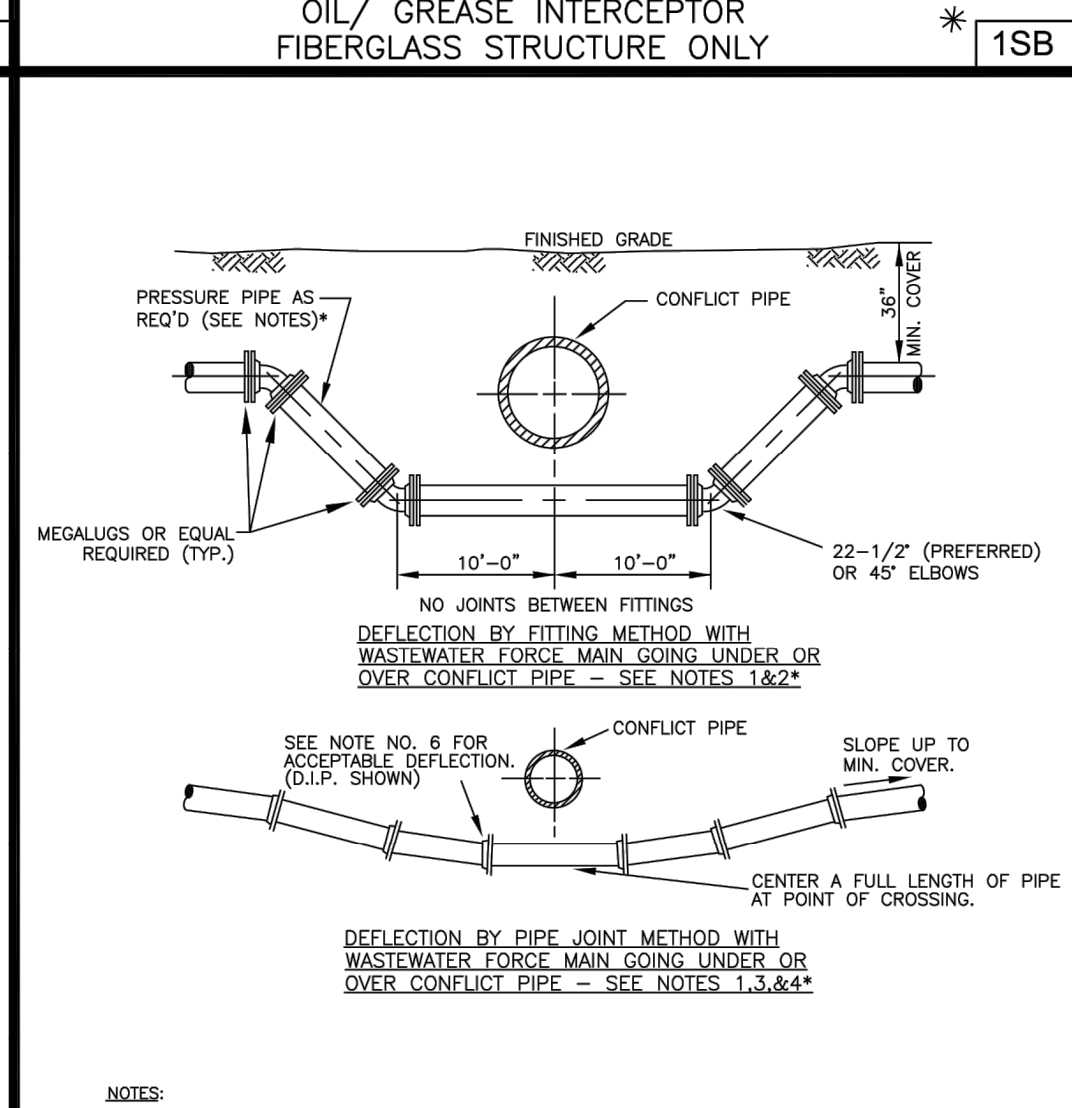 OIL/ GREASE INTERCEPTOR
FIBERGLASS STRUCTURE ONLY
*
1SB
FINISHED GRADE
PRESSURE PIPE AS
REQ'D (SEE NOTES)*
CONFLICT PIPE
36"
MIN. COVER
MEGALUGS OR EQUAL
REQUIRED (TYP.)
10'-0"
10'-0"
22-1/2° (PREFERRED)
OR 45° ELBOWS
NO JOINTS BETWEEN FITTINGS
DEFLECTION BY FITTING METHOD WITH
WASTEWATER FORCE MAIN GOING UNDER OR
OVER CONFLICT PIPE – SEE NOTES 1&2*
SEE NOTE NO. 6 FOR
ACCEPTABLE DEFLECTION.
(D.I.P. SHOWN)
CONFLICT PIPE
SLOPE UP TO
MIN. COVER.
CENTER A FULL LENGTH OF PIPE
AT POINT OF CROSSING.
DEFLECTION BY PIPE JOINT METHOD WITH
WASTEWATER FORCE MAIN GOING UNDER OR
OVER CONFLICT PIPE – SEE NOTES 1,3,&4*
NOTES: